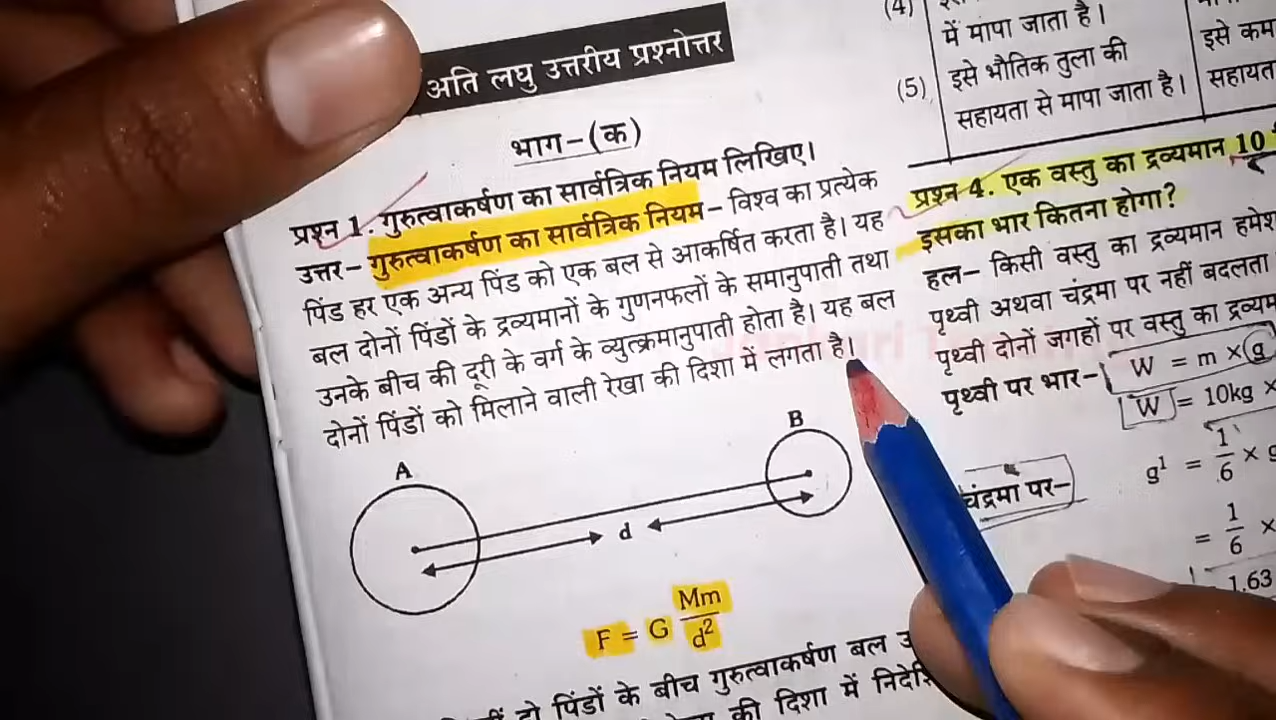 अति लघु उत्तरीय प्रश्नोत्तर
भाग-(क)
प्रश्न 1. गुरुत्वाकर्षण का सार्वत्रिक नियम लिखिए।
उत्तर- गुरुत्वाकर्षण का सार्वत्रिक नियम- विश्व का प्रत्येक
पिंड हर एक अन्य पिंड को एक बल से आकर्षित करता है। यह
बल दोनों पिंडों के द्रव्यमानों के गुणनफलों के समानुपाती तथा
उनके बीच की दूरी के वर्ग के व्युत्क्रमानुपाती होता है। यह बल
दोनों पिंडों को मिलाने वाली रेखा की दिशा में लगता है।
A
B
d
F = G Mm/d²
दो पिंडों के बीच गुरुत्वाकर्षण बल
की दिशा में
(4)
में मापा जाता है।
इसे कम
(5)
इसे भौतिक तुला की
सहायता से मापा जाता है।
सहायता
प्रश्न 4. एक वस्तु का द्रव्यमान 10
इसका भार कितना होगा?
हल- किसी वस्तु का द्रव्यमान
पृथ्वी अथवा चंद्रमा पर नहीं बदलता
पृथ्वी दोनों जगहों पर वस्तु का
पृथ्वी पर भार- W = m × g
W = 10kg ×
चंद्रमा पर-
g¹ = 1/6 × g
= 1/6 ×
1.63